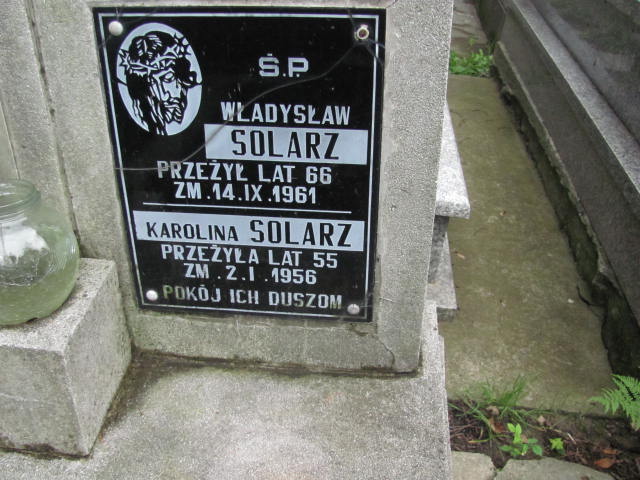 Ś.P.
WŁADYSŁAW
SOLARZ
PRZEŻYŁ LAT 66
ZM.14.IX.1961
KAROLINA SOLARZ
PRZEŻYŁA LAT 55
ZM.2.I.1956
POKÓJ ICH DUSZOM